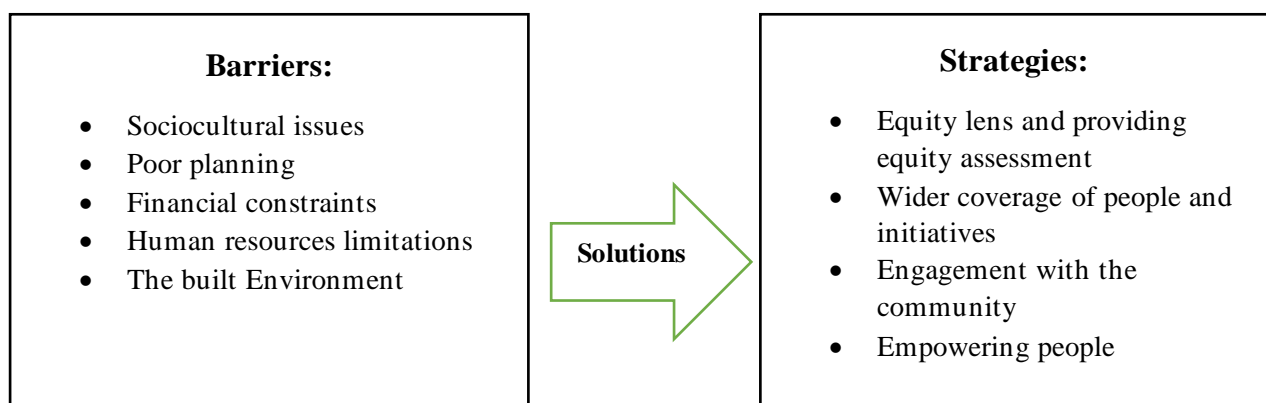 Barriers:
• Sociocultural issues
• Poor planning
• Financial constraints
• Human resources limitations
• The built Environment
Solutions
Strategies:
• Equity lens and providing
equity assessment
• Wider coverage of people and
initiatives
• Engagement with the
community
• Empowering people